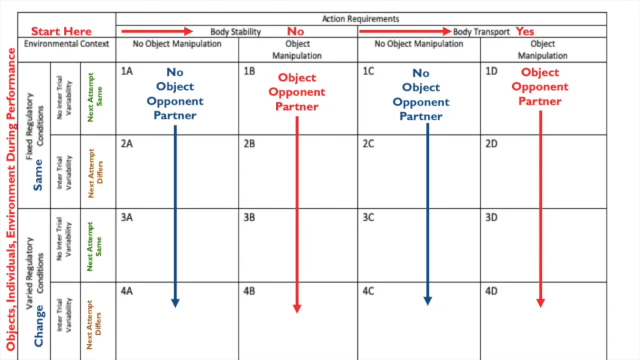 Action Requirements
Start Here
Body Stability
No
Body Transport
Yes
Environmental Context
No Object Manipulation
Object
Manipulation
No Object Manipulation
Object
Manipulation
Objects, Individuals, Environment During Performance
Fixed Regulatory
Conditions
Same
No Inter Trial
Variability
Next Attempt
Same
1A
No
Object
Opponent
Partner
1B
Object
Opponent
Partner
1C
No
Object
Opponent
Partner
1D
Object
Opponent
Partner
Inter Trial
Variability
Next Attempt
Differs
2A
2B
2C
2D
Varied Regulatory
Conditions
Change
No Inter Trial
Variability
Next Attempt
Same
3A
3B
3C
3D
Inter Trial
Variability
Next Attempt
Differs
4A
4B
4C
4D